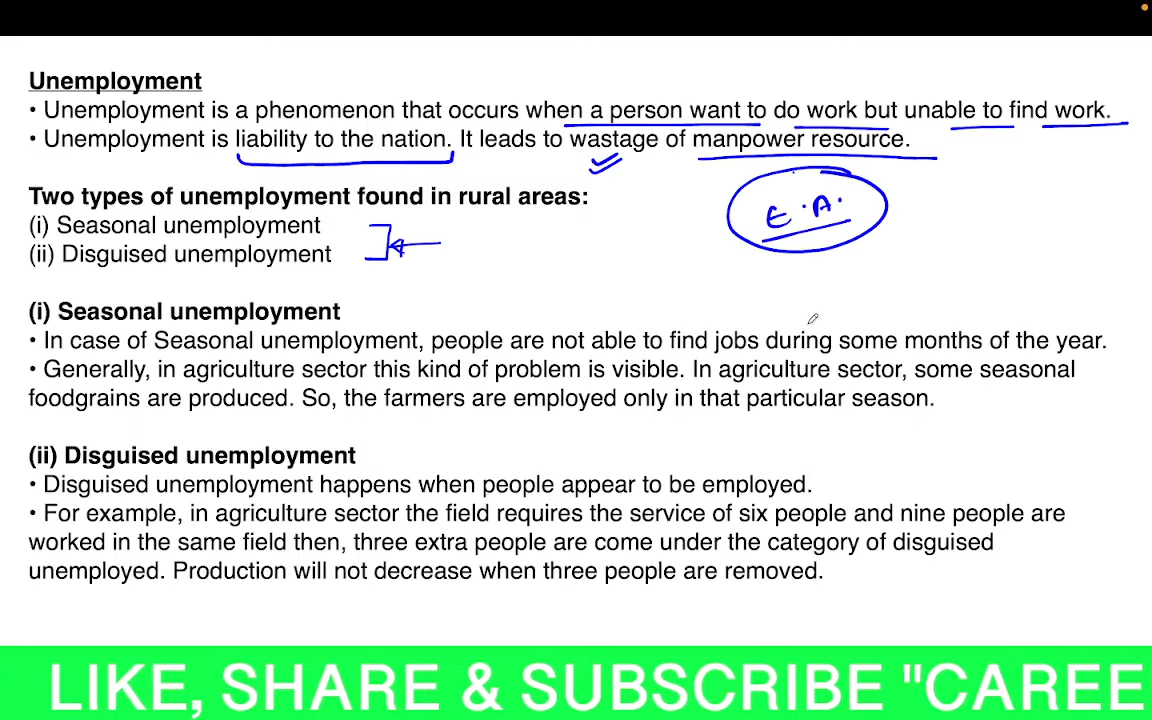 Unemployment
• Unemployment is a phenomenon that occurs when a person want to do work but unable to find work.
• Unemployment is liability to the nation. It leads to wastage of manpower resource.
Two types of unemployment found in rural areas:
(i) Seasonal unemployment
(ii) Disguised unemployment
E.A.
(i) Seasonal unemployment
• In case of Seasonal unemployment, people are not able to find jobs during some months of the year.
• Generally, in agriculture sector this kind of problem is visible. In agriculture sector, some seasonal
foodgrains are produced. So, the farmers are employed only in that particular season.
(ii) Disguised unemployment
• Disguised unemployment happens when people appear to be employed.
• For example, in agriculture sector the field requires the service of six people and nine people are
worked in the same field then, three extra people are come under the category of disguised
unemployed. Production will not decrease when three people are removed.
LIKE, SHARE & SUBSCRIBE "CAREE